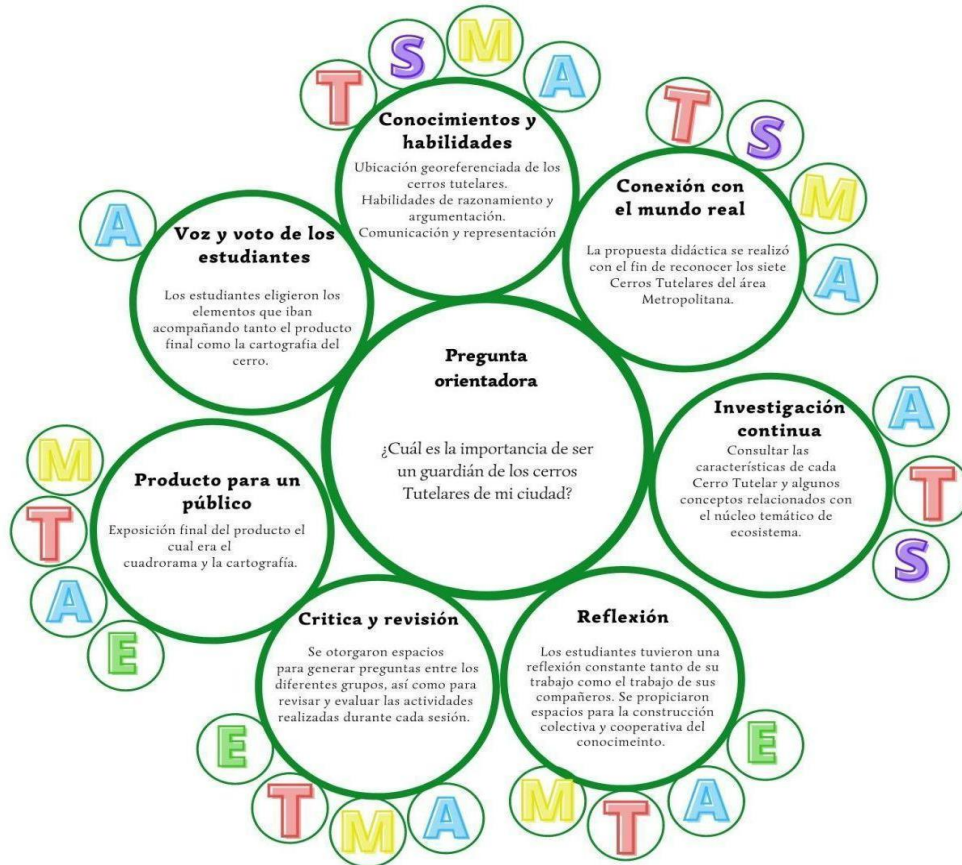 T
S
M
A
Conocimientos y
habilidades
Ubicación georeferenciada de los
cerros tutelares.
Habilidades de razonamiento y
argumentación.
Comunicación y representación
T
S
M
A
Conexión con
el mundo real
La propuesta didáctica se realizó
con el fin de reconocer los siete
Cerros Tutelares del área
Metropolitana.
A
Voz y voto de los
estudiantes
Los estudiantes eligieron los
elementos que iban
acompañando tanto el producto
final como la cartografia del
cerro.
Pregunta
orientadora
¿Cuál es la importancia de ser
un guardián de los cerros
Tutelares de mi ciudad?
A
T
S
Investigación
continua
Consultar las
características de cada
Cerro Tutelar y algunos
conceptos relacionados con
el núcleo temático de
ecosistema.
M
T
A
E
Producto para un
público
Exposición final del producto el
cual era el
cuadrorama y la cartografía.
Critica y revisión
Se otorgaron espacios
para generar preguntas entre los
diferentes grupos, así como para
revisar y evaluar las actividades
realizadas durante cada sesión.
E
T
M
A
Reflexión
Los estudiantes tuvieron una
reflexión constante tanto de su
trabajo como el trabajo de sus
compañeros. Se propiciaron
espacios para la construcción
colectiva y cooperativa del
conocimeinto.
M
T
A
E